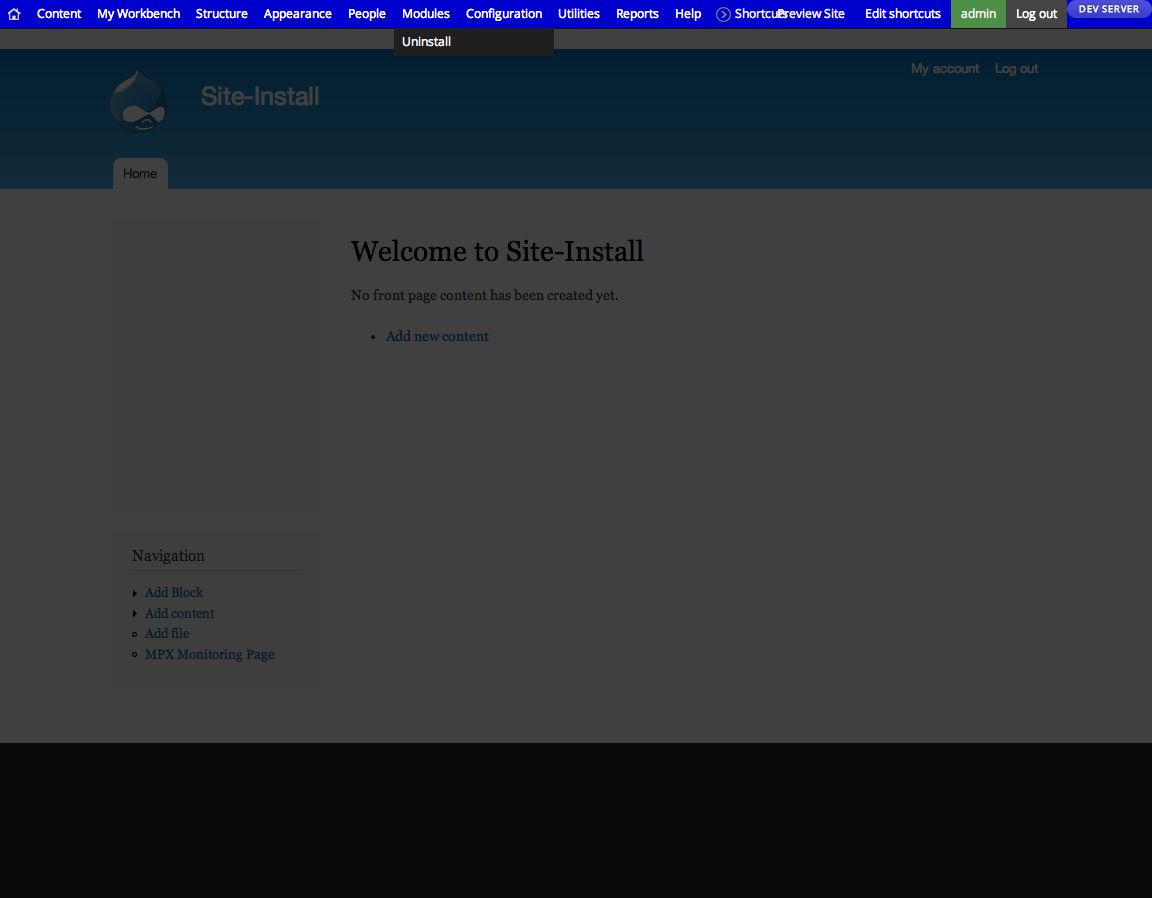 Content My Workbench Structure Appearance People Modules Configuration Utilities Reports Help Shortcuts Preview Site Edit shortcuts admin Log out DEV SERVER
Uninstall
My account Log out
Site-Install
Home
Welcome to Site-Install
No front page content has been created yet.
Add new content
Navigation
Add Block
Add content
Add file
MPX Monitoring Page